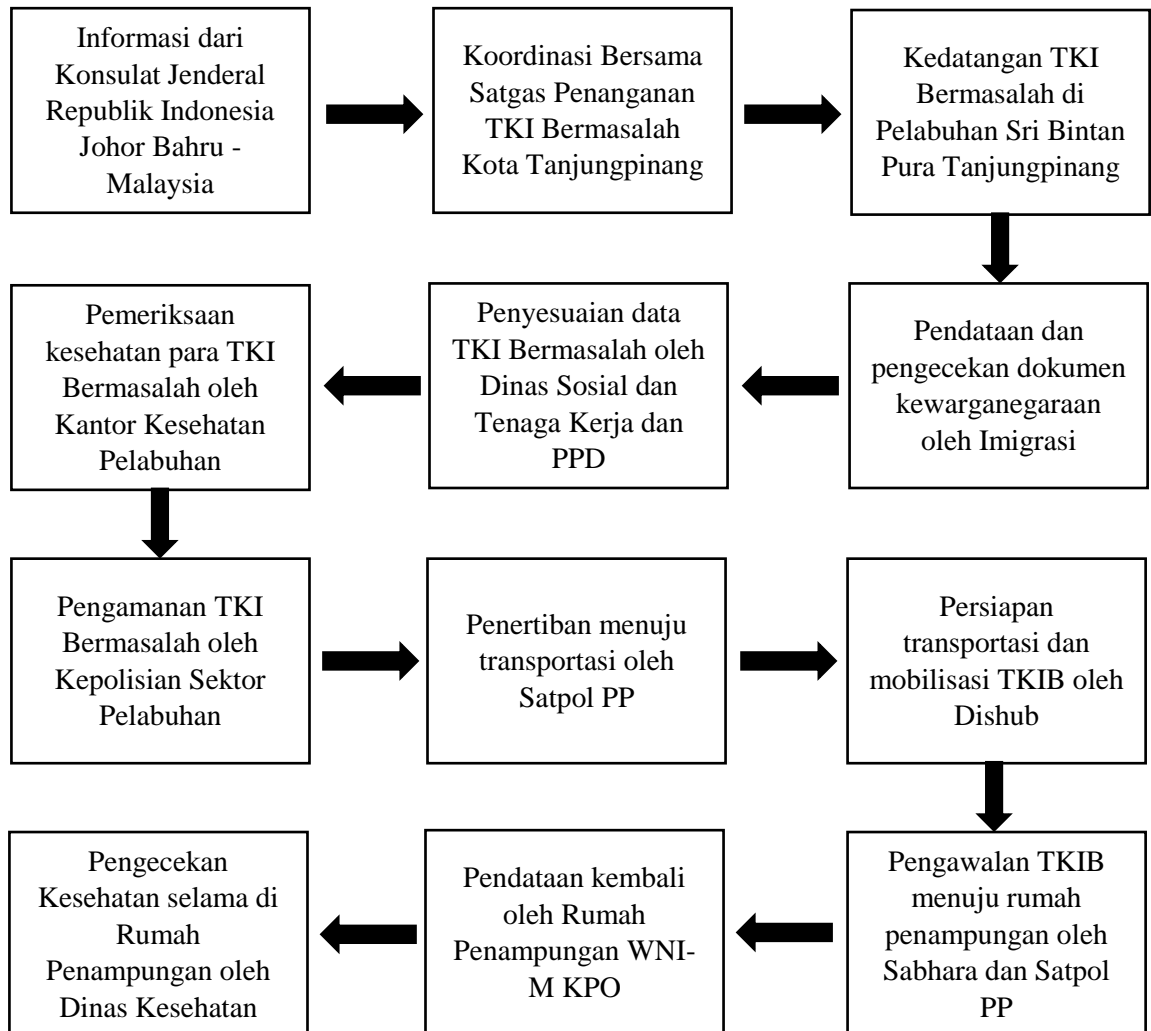 Informasi dari
Konsulat Jenderal
Republik Indonesia
Johor Bahru -
Malaysia
Koordinasi Bersama
Satgas Penanganan
TKI Bermasalah
Kota Tanjungpinang
Kedatangan TKI
Bermasalah di
Pelabuhan Sri Bintan
Pura Tanjungpinang
Pendataan dan
pengecekan dokumen
kewarganegaraan
oleh Imigrasi
Penyesuaian data
TKI Bermasalah oleh
Dinas Sosial dan
Tenaga Kerja dan
PPD
Pemeriksaan
kesehatan para TKI
Bermasalah oleh
Kantor Kesehatan
Pelabuhan
Pengamanan TKI
Bermasalah oleh
Kepolisian Sektor
Pelabuhan
Penertiban menuju
transportasi oleh
Satpol PP
Persiapan
transportasi dan
mobilisasi TKIB oleh
Dishub
Pengawalan TKIB
menuju rumah
penampungan oleh
Sabhara dan Satpol
PP
Pendataan kembali
oleh Rumah
Penampungan WNI-
M KPO
Pengecekan
Kesehatan selama di
Rumah
Penampungan oleh
Dinas Kesehatan